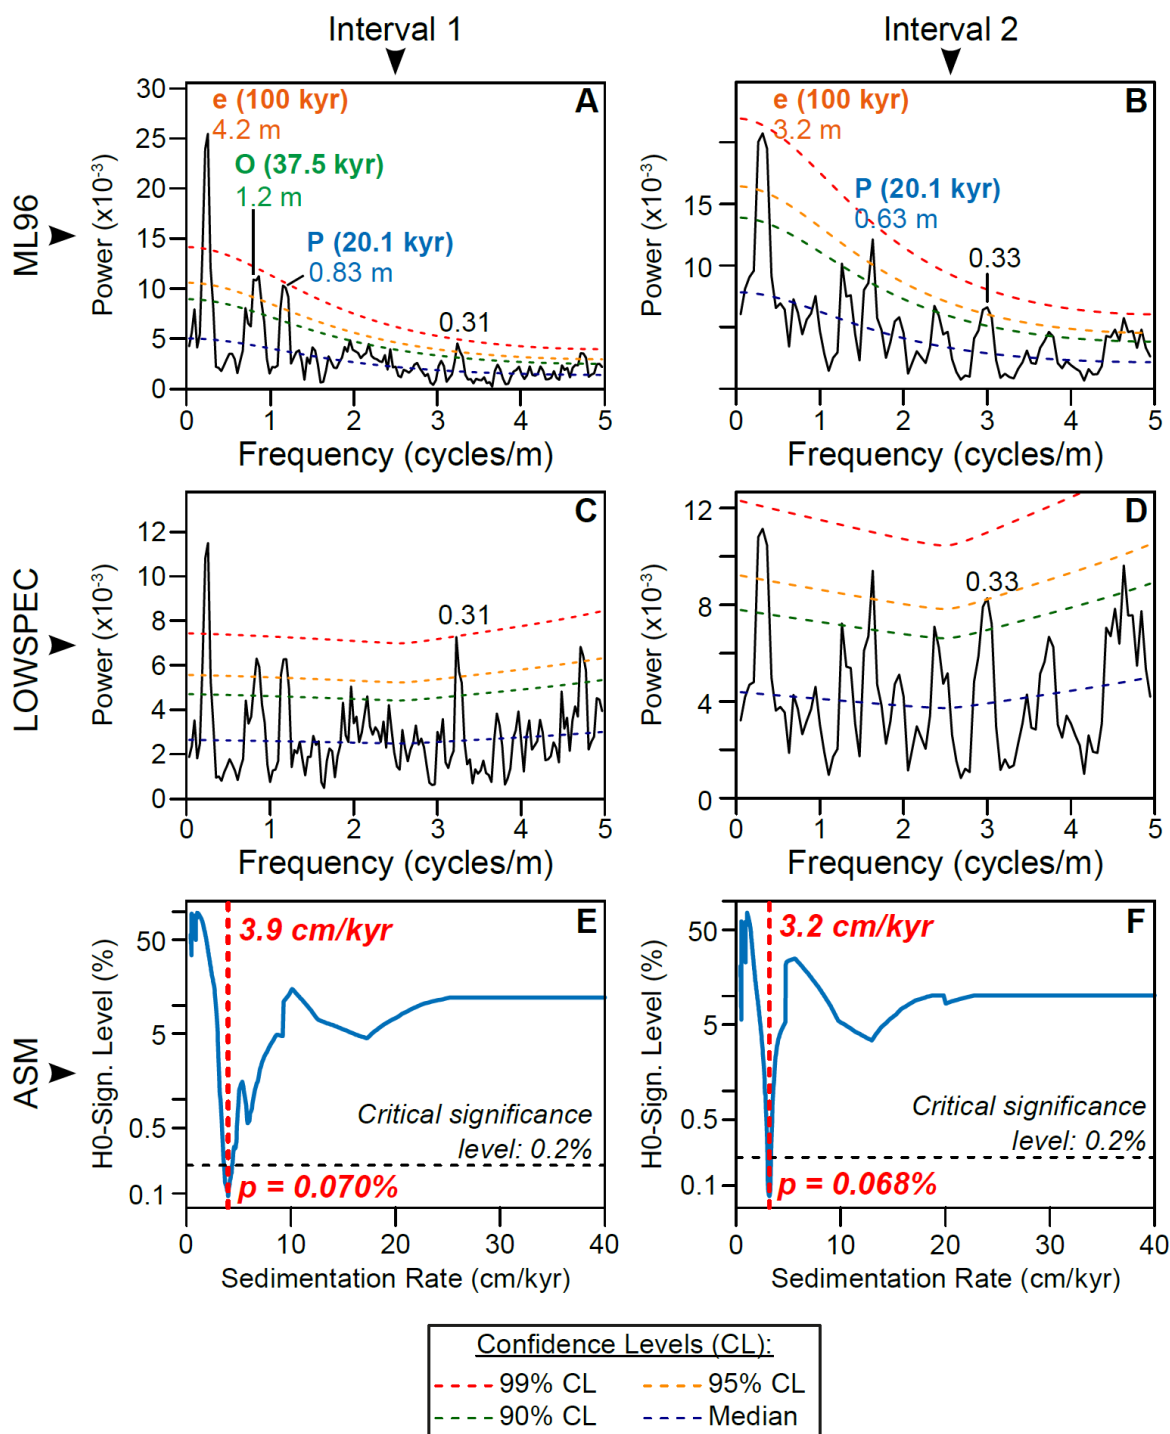 Interval 1
Interval 2
ML96
A
Power (x10⁻³)
30
25
20
15
10
5
0
e (100 kyr)
4.2 m
O (37.5 kyr)
1.2 m
P (20.1 kyr)
0.83 m
0.31
0 1 2 3 4 5
Frequency (cycles/m)
B
Power (x10⁻³)
15
10
e (100 kyr)
3.2 m
P (20.1 kyr)
0.63 m
0.33
0 1 2 3 4 5
Frequency (cycles/m)
LOWSPEC
C
Power (x10⁻³)
12
10
8
6
4
2
0
0.31
0 1 2 3 4 5
Frequency (cycles/m)
D
Power (x10⁻³)
12
8
4
0
0.33
0 1 2 3 4 5
Frequency (cycles/m)
ASM
E
H0-Sign. Level (%)
50
5
0.5
0.1
3.9 cm/kyr
Critical significance
level: 0.2%
p = 0.070%
0 10 20 30 40
Sedimentation Rate (cm/kyr)
F
H0-Sign. Level (%)
50
5
0.5
0.1
3.2 cm/kyr
Critical significance
level: 0.2%
p = 0.068%
0 10 20 30 40
Sedimentation Rate (cm/kyr)
Confidence Levels (CL):
99% CL
95% CL
90% CL
Median